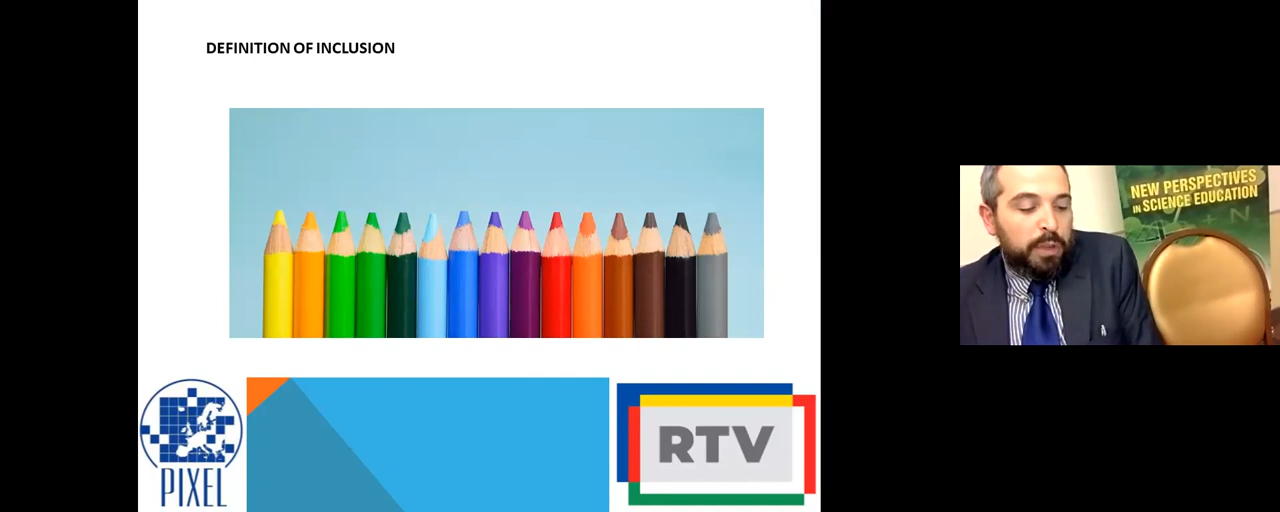 DEFINITION OF INCLUSION
NEW PERSPECTIVES
IN SCIENCE EDUCATION
PIXEL
RTV